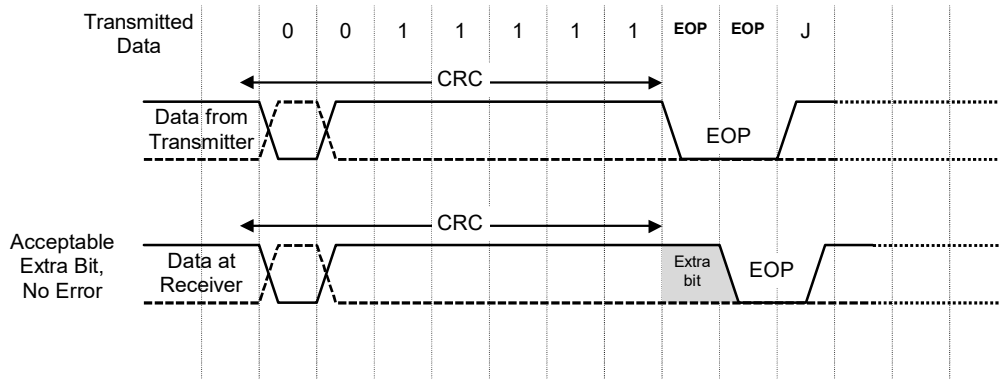 Transmitted
Data
0 0 1 1 1 1 1 EOP EOP J
CRC
Data from
Transmitter
EOP
CRC
Acceptable
Extra Bit,
No Error
Data at
Receiver
Extra
bit
EOP